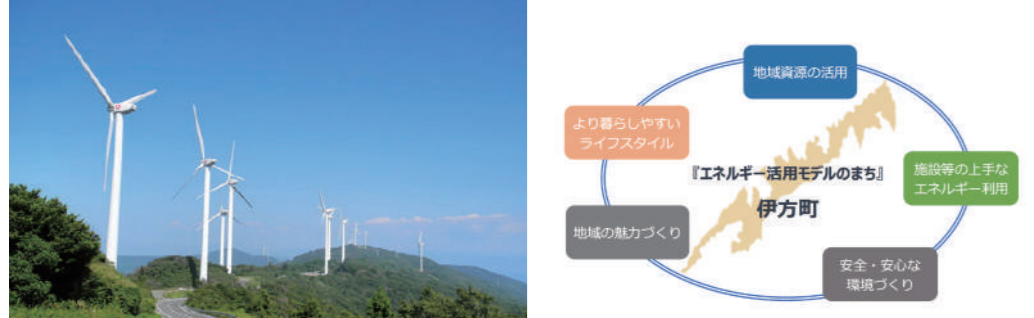 地域資源の活用
より暮らしやすい
ライフスタイル
『エネルギー活用モデルのまち』
伊方町
施設等の上手な
エネルギー利用
地域の魅力づくり
安全・安心な
環境づくり